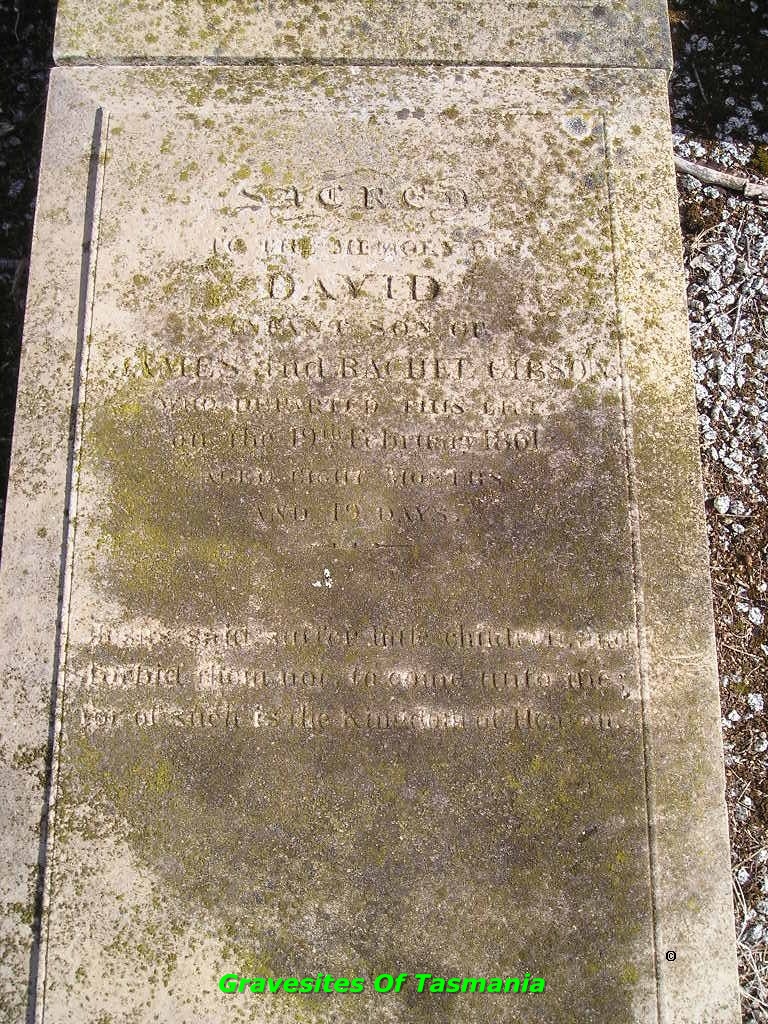 SACRED
TO THE MEMORY OF
DAVID
INFANT SON OF
JAMES and RACHEL GIBSON
WHO DEPARTED THIS LIFE
on the 19th February 1861
AGED EIGHT MONTHS
AND 19 DAYS.
Jesus said, suffer little children, and
forbid them not, to come unto me;
for of such is the Kingdom of Heaven.
©
Gravesites Of Tasmania